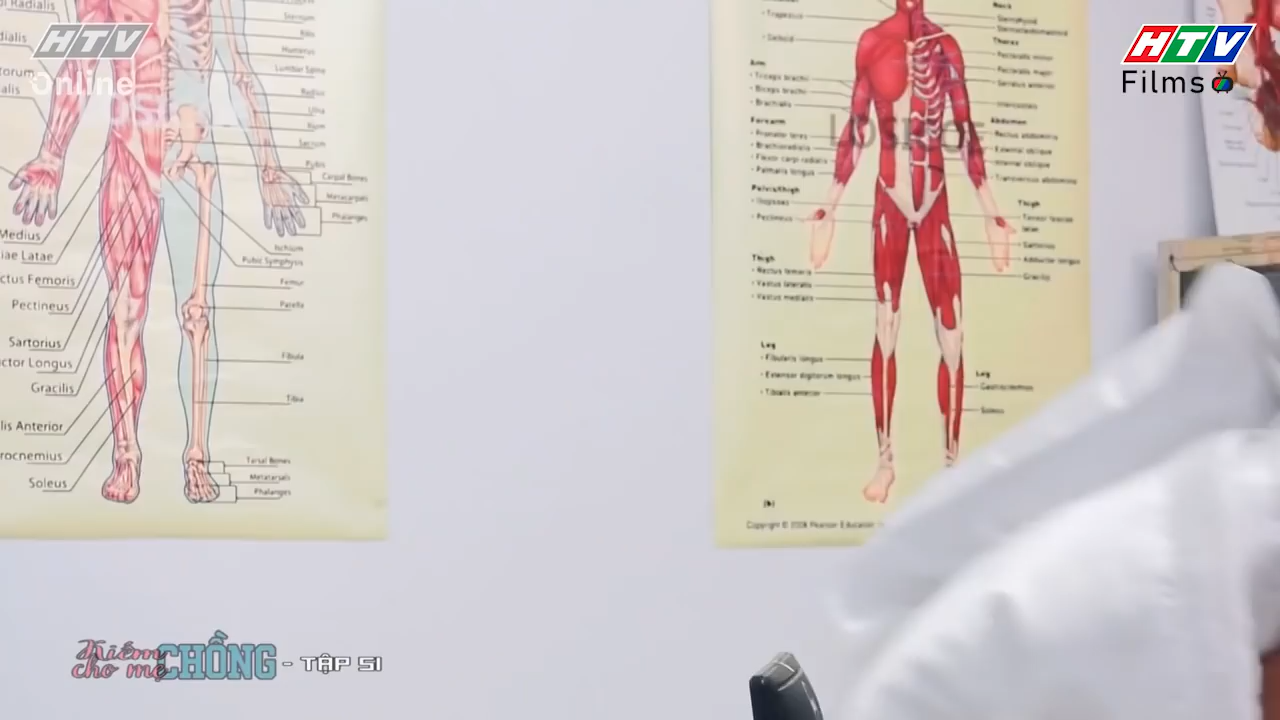 HTV
Online
HTV
Films
Radialis
Sternum
Ribs
Humerus
Lumbar Spine
Radius
Ulna
Ilium
Sacrum
Pubis
Carpal Bones
Metacarpals
Phalanges
Medius
iae Latae
ctus Femoris
Pectineus
Sartorius
ctor Longus
Gracilis
lis Anterior
rocnemius
Soleus
Ischium
Pubic Symphysis
Femur
Patella
Fibula
Tibia
Tarsal Bones
Metatarsals
Phalanges
• Trapezius
• Deltoid
Arm
• Triceps brachii
• Biceps brachii
• Brachialis
Forearm
• Pronator teres
• Brachioradialis
• Flexor carpi radialis
• Palmaris longus
Pelvis/thigh
• Iliopsoas
• Pectineus
Thigh
• Rectus femoris
• Vastus lateralis
• Vastus medialis
Leg
• Fibularis longus
• Extensor digitorum longus
• Tibialis anterior
Neck
Sternohyoid
Sternocleidomastoid
Thorax
Pectoralis minor
Pectoralis major
Serratus anterior
Intercostals
Abdomen
Rectus abdominis
External oblique
Internal oblique
Transversus abdominis
Thigh
Tensor fasciae
latae
Sartorius
Adductor longus
Gracilis
Leg
Gastrocnemius
Soleus
(b)
Copyright © 2009 Pearson Education
Kiếm
cho mẹ CHỒNG - TẬP 51